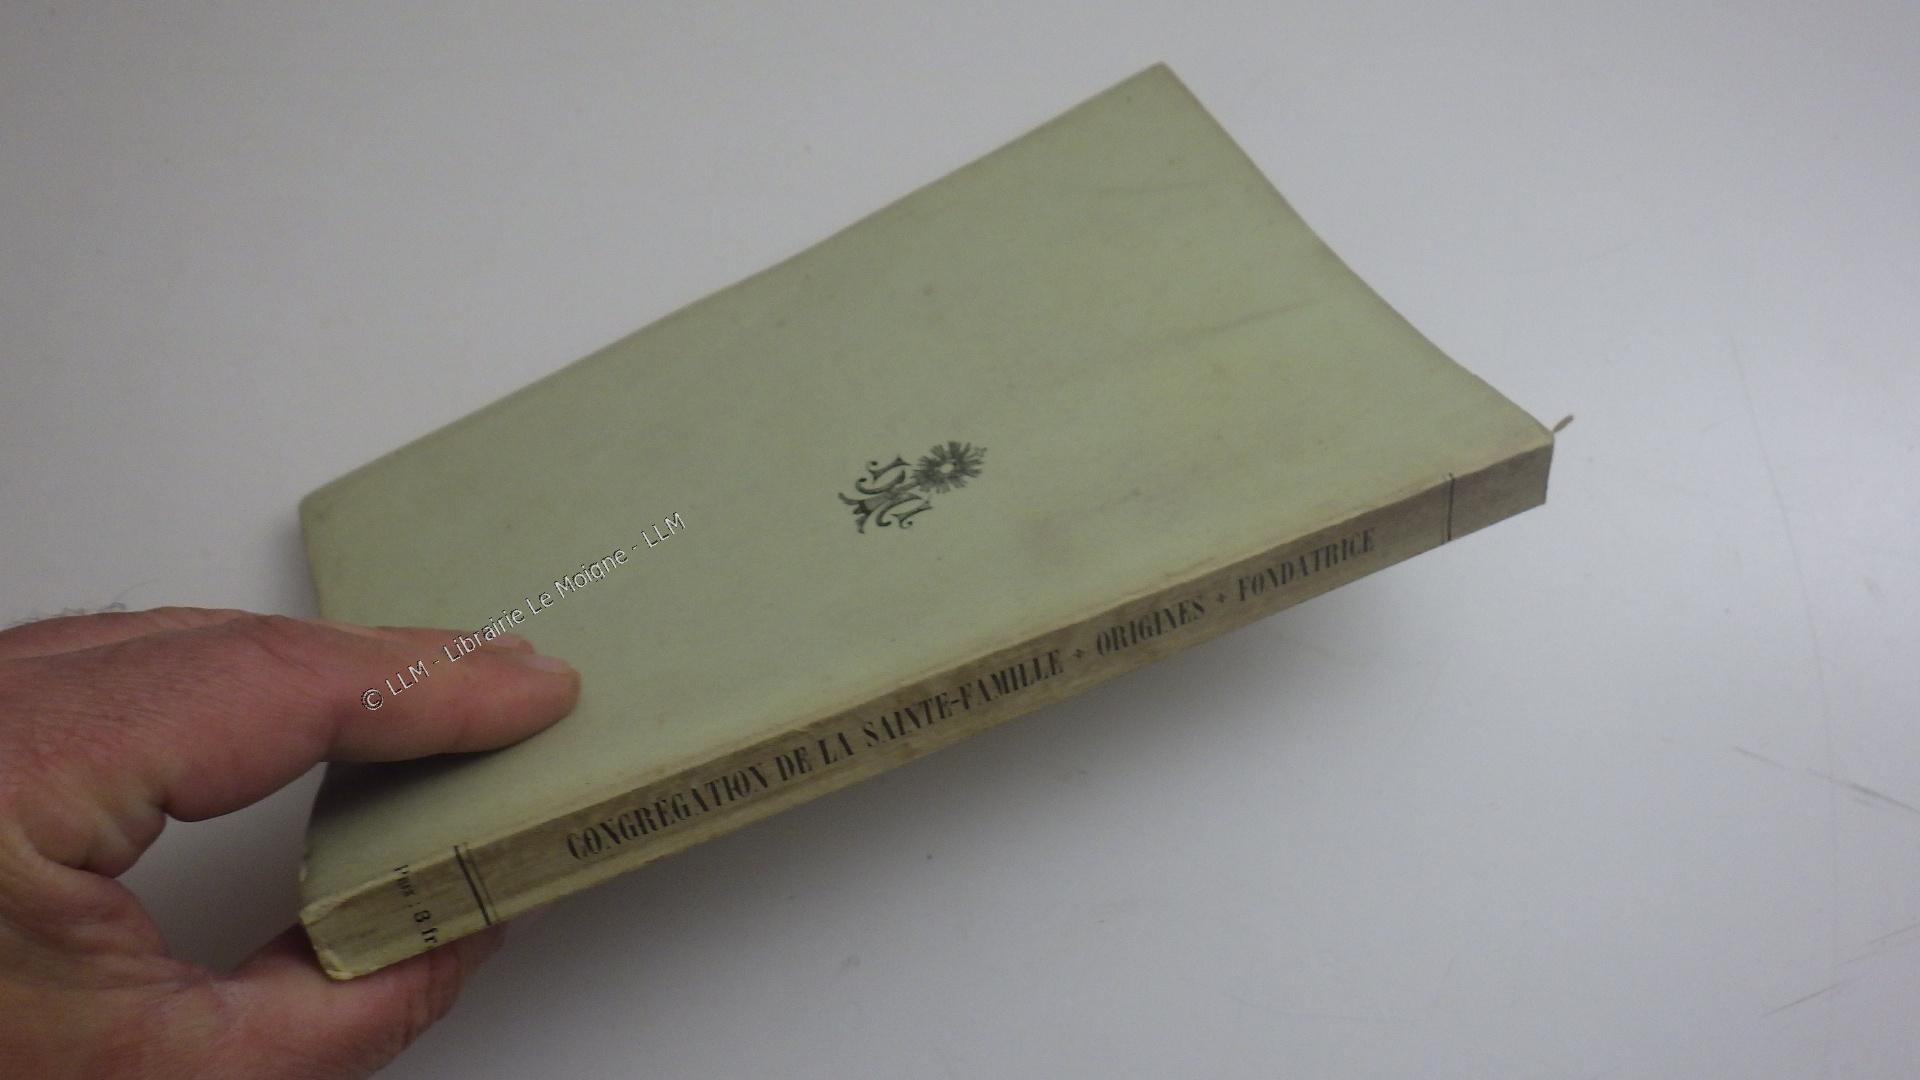 CONGRÉGATION DE LA SAINTE-FAMILLE + ORIGINES + FONDATRICE
Prix : 3 fr.
© LLM - Librairie Le Moigne - LLM